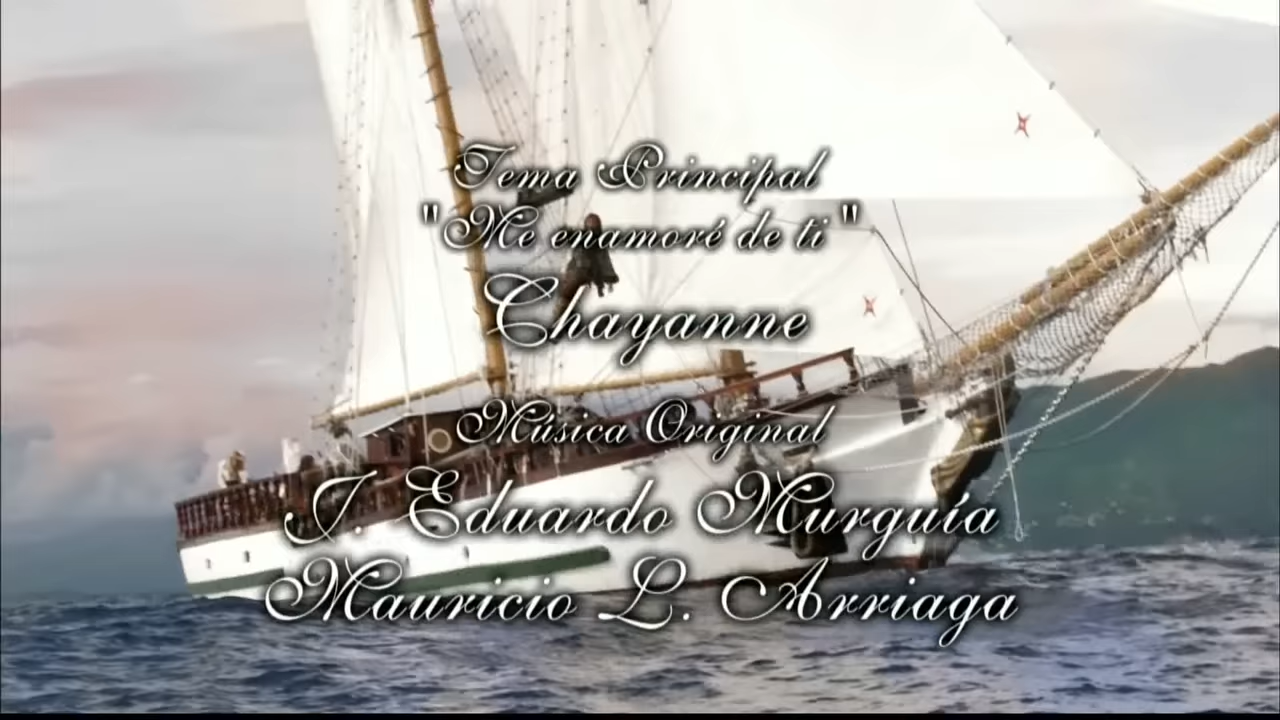 Tema Principal
"Me enamoré de ti"
Chayanne
Música Original
J. Eduardo Murguía
Mauricio L. Arriaga